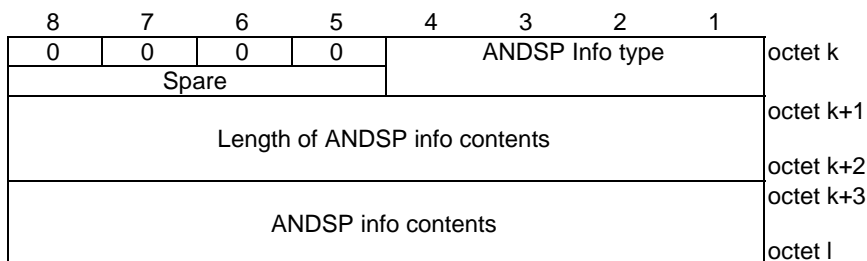 8 7 6 5 4 3 2 1
0 0 0 0 ANDSP Info type octet k
Spare
octet k+1
Length of ANDSP info contents
octet k+2
octet k+3
ANDSP info contents
octet l